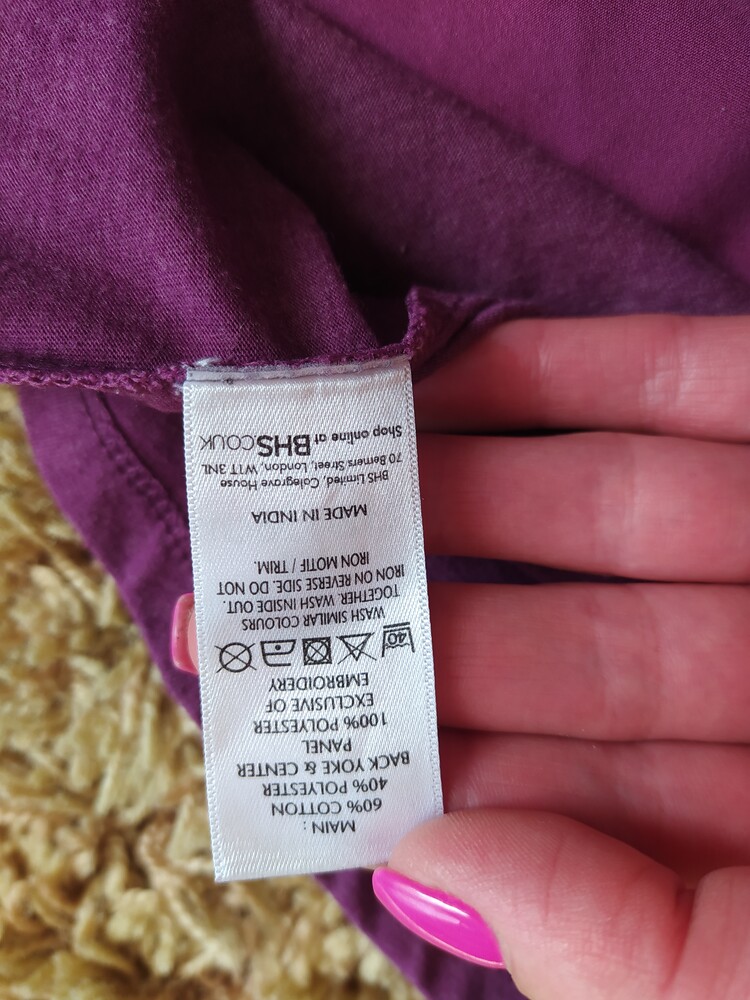 MAIN :
60% COTTON
40% POLYESTER
BACK YOKE & CENTER
PANEL
100% POLYESTER
EXCLUSIVE OF
EMBROIDERY
40
WASH SIMILAR COLOURS
TOGETHER. WASH INSIDE OUT.
IRON ON REVERSE SIDE. DO NOT
IRON MOTIF / TRIM.
MADE IN INDIA
BHS Limited, Colegrave House
70 Berners Street, London, W1T 3NL
Shop online at BHS.CO.UK